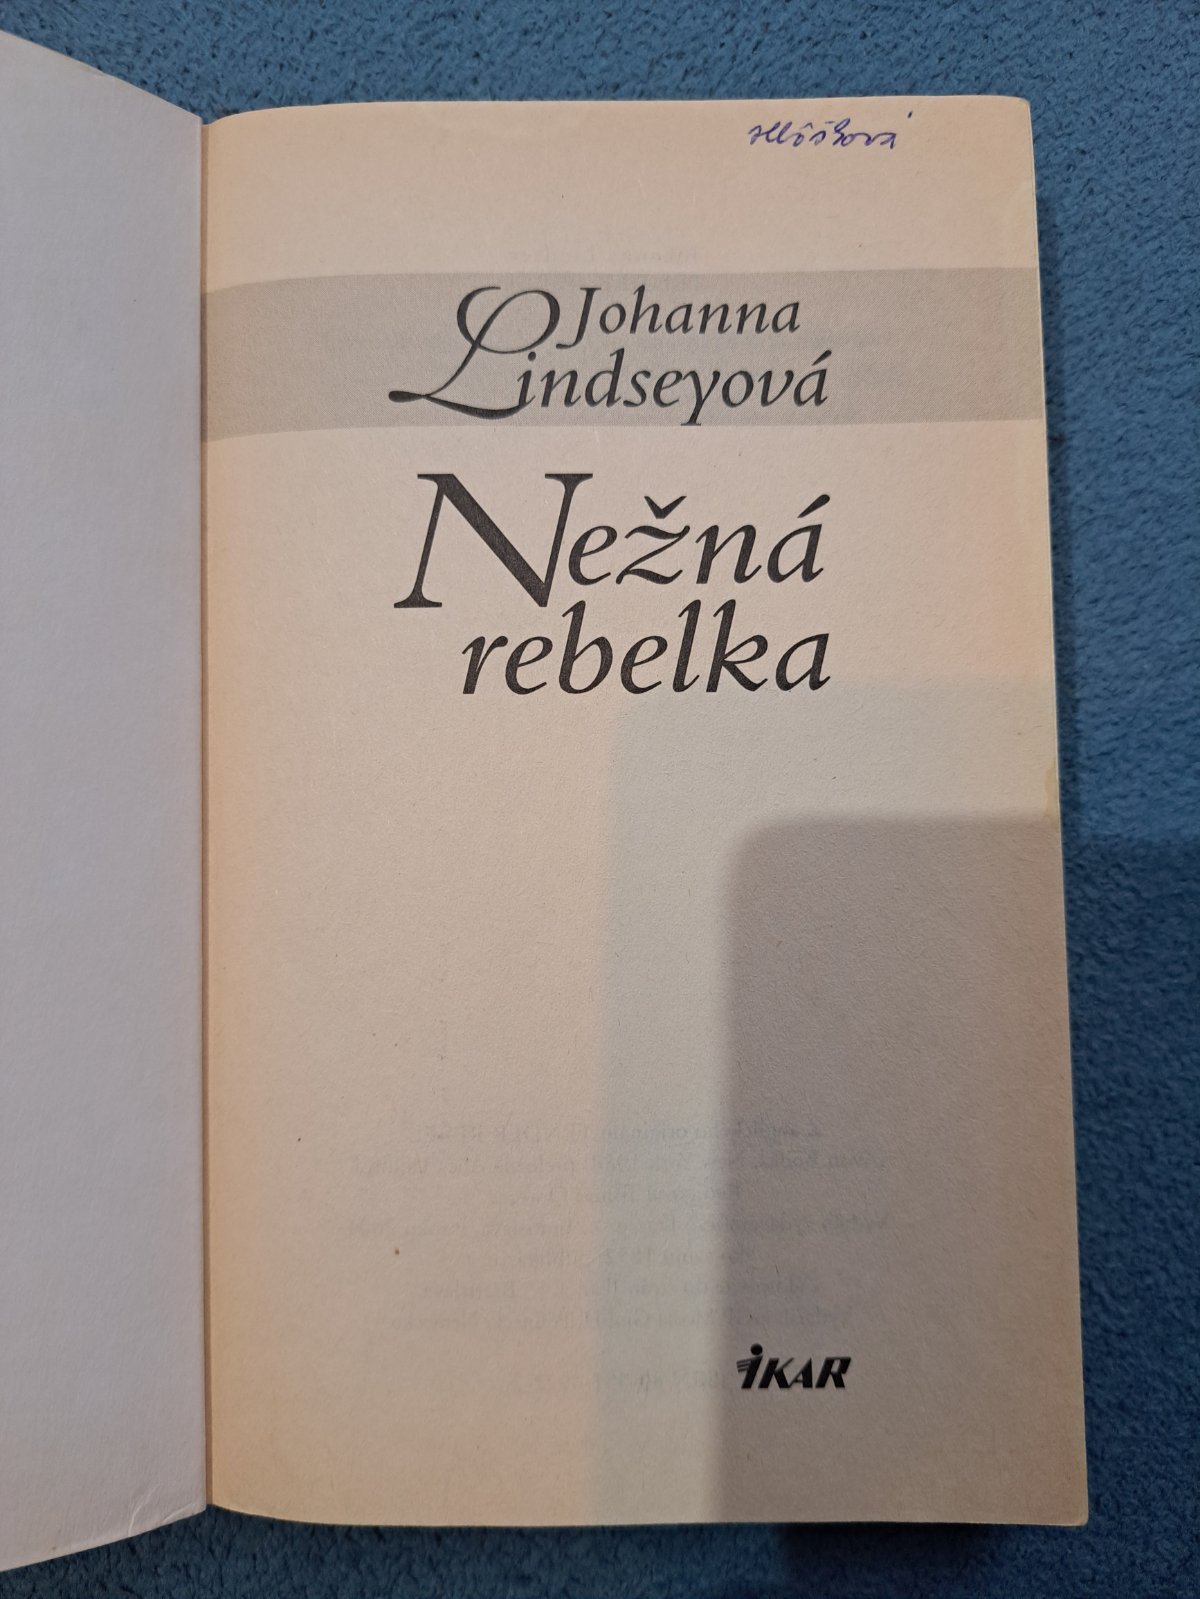 Johanna
Lindseyová
Nežná
rebelka
IKAR